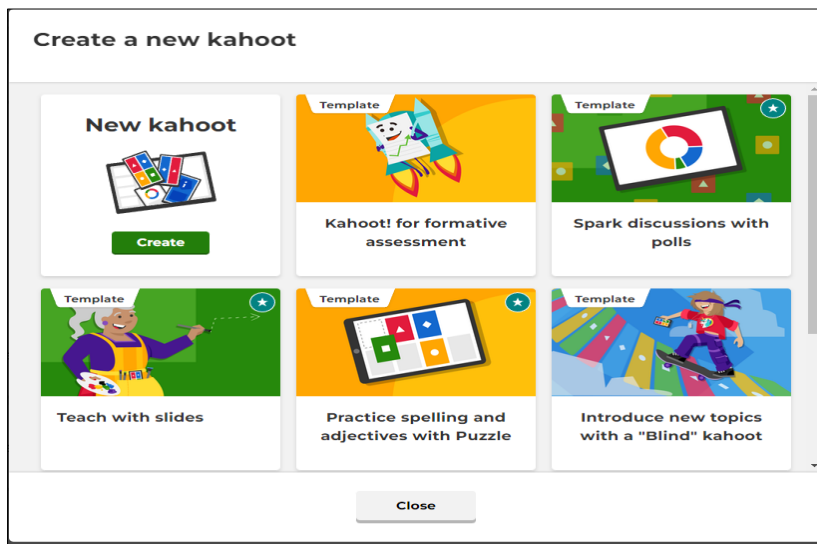 Create a new kahoot
New kahoot
Create
Template
Kahoot! for formative
assessment
Template
Spark discussions with
polls
Template
Teach with slides
Template
Practice spelling and
adjectives with Puzzle
Template
Introduce new topics
with a "Blind" kahoot
Close